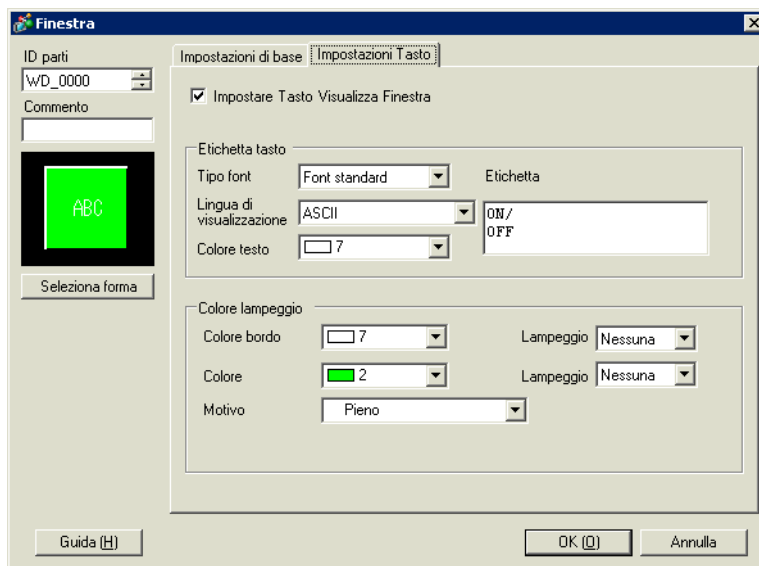 Finestra
ID parti
WD_0000
Commento
ABC
Seleziona forma
Impostazioni di base
Impostazioni Tasto
Impostare Tasto Visualizza Finestra
Etichetta tasto
Tipo font
Font standard
Etichetta
Lingua di
visualizzazione
ASCII
ON/
OFF
Colore testo
7
Colore lampeggio
Colore bordo
7
Lampeggio
Nessuna
Colore
2
Lampeggio
Nessuna
Motivo
Pieno
Guida (H)
OK (O)
Annulla